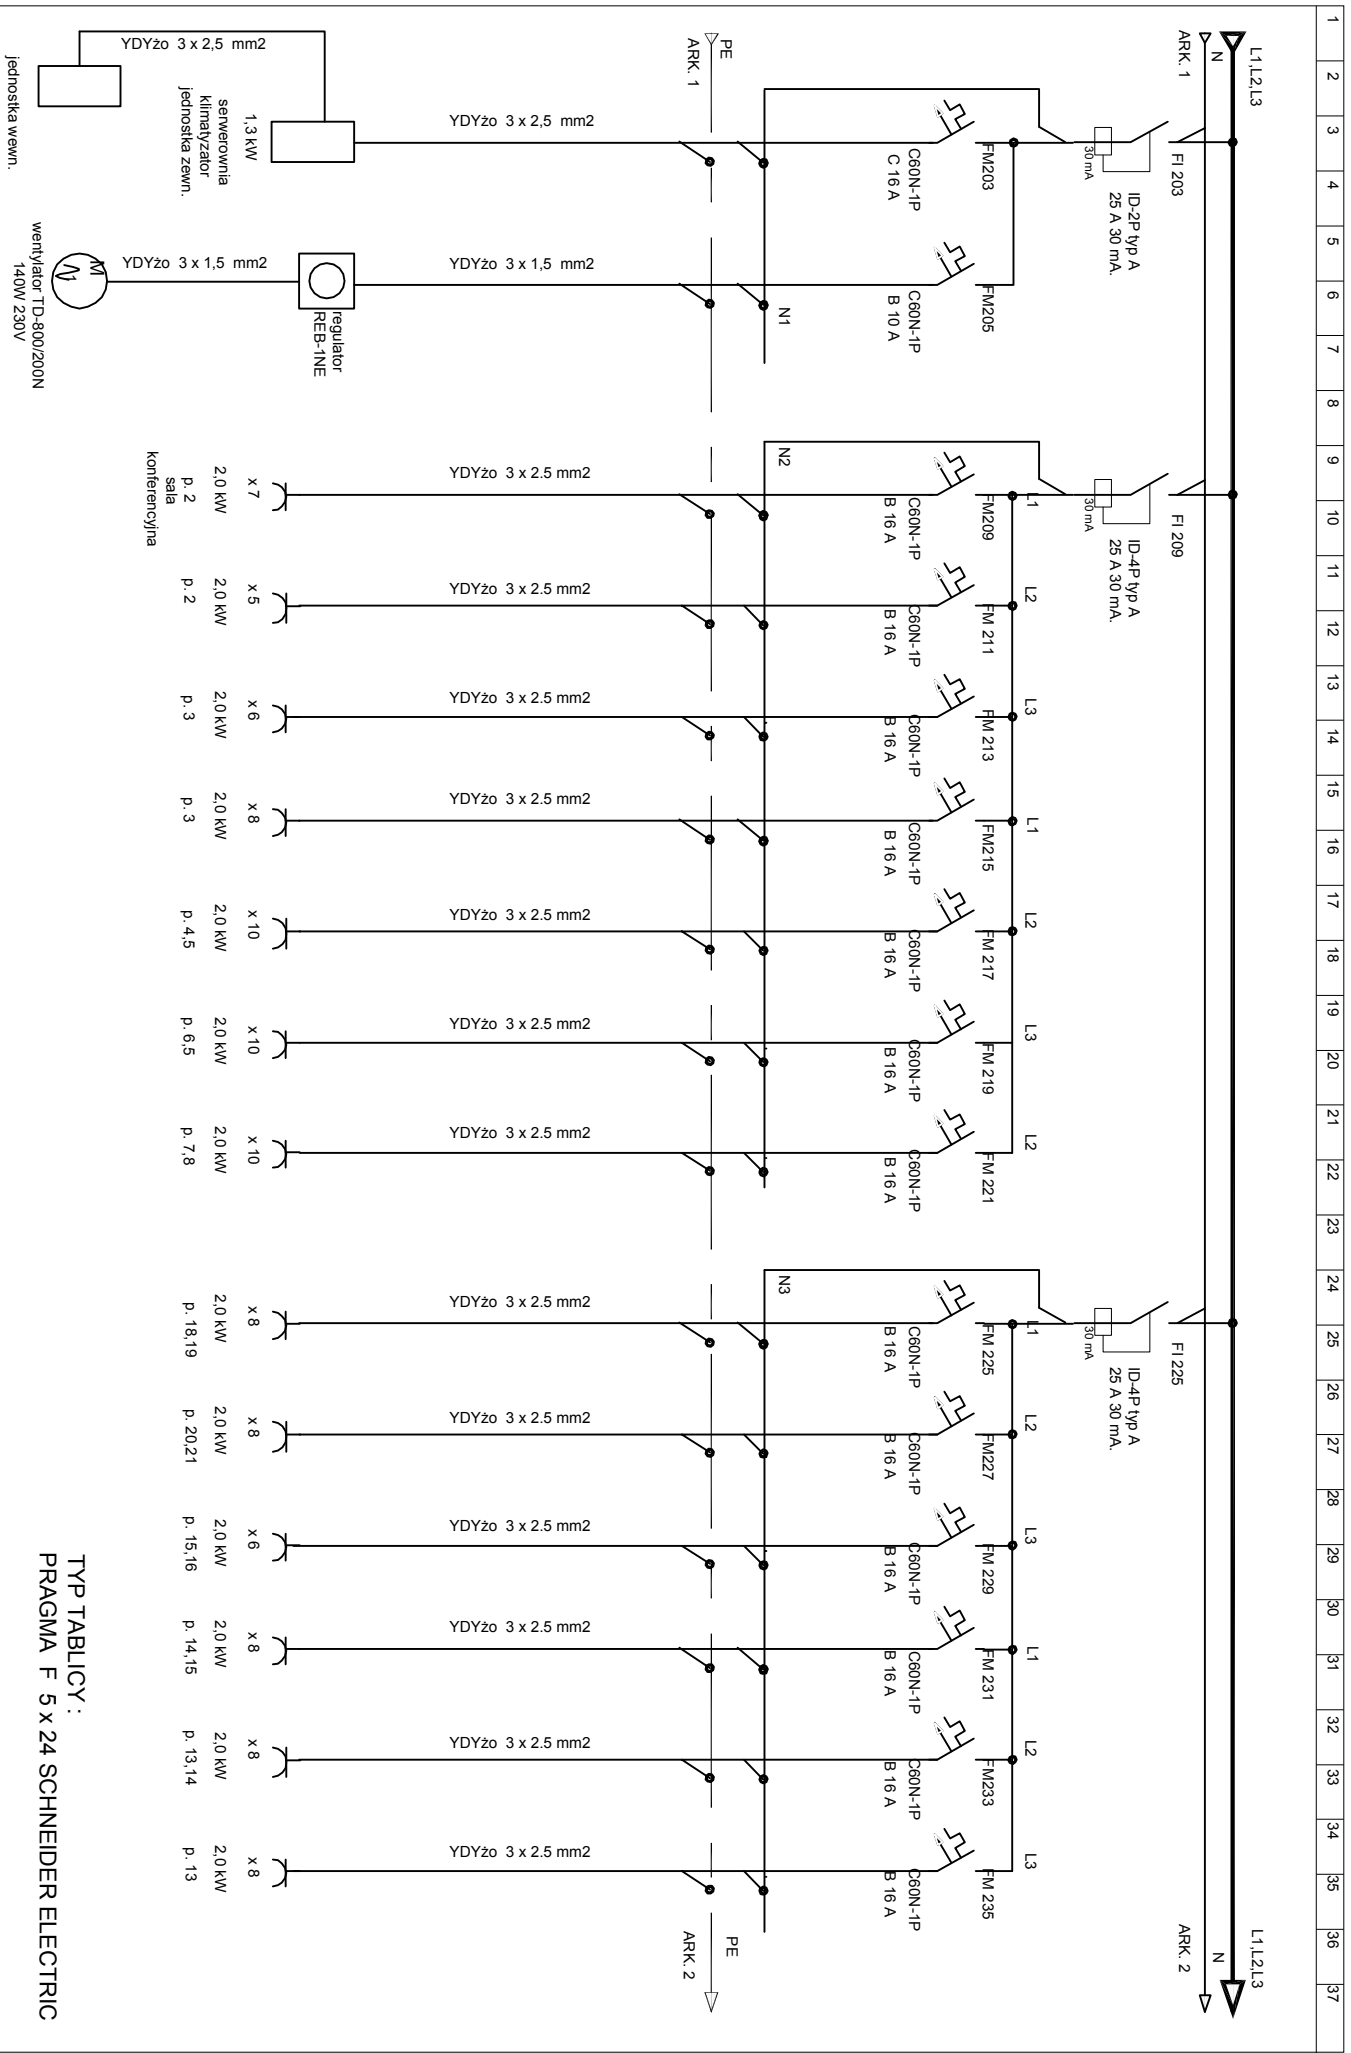 1 2 3 4 5 6 7 8 9 10 11 12 13 14 15 16 17 18 19 20 21 22 23 24 25 26 27 28 29 30 31 32 33 34 35 36 37
L1,L2,L3
N
ARK. 1
L1,L2,L3
N
ARK. 2
FI 203
ID-2P typ A
25 A 30 mA.
30 mA
FI 209
ID-4P typ A
25 A 30 mA.
30 mA
FI 225
ID-4P typ A
25 A 30 mA.
30 mA
L1
L2
L3
L1
L2
L3
L2
L1
L2
L3
L1
L2
L3
FM203
C60N-1P
C 16 A
FM205
C60N-1P
B 10 A
FM209
C60N-1P
B 16 A
FM 211
C60N-1P
B 16 A
FM 213
C60N-1P
B 16 A
FM215
C60N-1P
B 16 A
FM 217
C60N-1P
B 16 A
FM 219
C60N-1P
B 16 A
FM 221
C60N-1P
B 16 A
FM 225
C60N-1P
B 16 A
FM227
C60N-1P
B 16 A
FM 229
C60N-1P
B 16 A
FM 231
C60N-1P
B 16 A
FM233
C60N-1P
B 16 A
FM 235
C60N-1P
B 16 A
N1
N2
N3
PE
ARK. 1
PE
ARK. 2
YDYżo 3 x 2,5 mm2
YDYżo 3 x 1,5 mm2
YDYżo 3 x 2.5 mm2
YDYżo 3 x 2.5 mm2
YDYżo 3 x 2.5 mm2
YDYżo 3 x 2.5 mm2
YDYżo 3 x 2.5 mm2
YDYżo 3 x 2.5 mm2
YDYżo 3 x 2.5 mm2
YDYżo 3 x 2.5 mm2
YDYżo 3 x 2.5 mm2
YDYżo 3 x 2.5 mm2
YDYżo 3 x 2.5 mm2
YDYżo 3 x 2.5 mm2
YDYżo 3 x 2.5 mm2
1,3 kW
serwerownia
klimatyzator
jednostka zewn.
YDYżo 3 x 2,5 mm2
jednostka wewn.
regulator
REB-1NE
YDYżo 3 x 1,5 mm2
M
1
wentylator TD-800/200N
140W 230V
x 7
2,0 kW
p. 2
sala
konferencyjna
x 5
2,0 kW
p. 2
x 6
2,0 kW
p. 3
x 8
2,0 kW
p. 3
x 10
2,0 kW
p. 4,5
x 10
2,0 kW
p. 6,5
x 10
2,0 kW
p. 7,8
x 8
2,0 kW
p. 18,19
x 8
2,0 kW
p. 20,21
x 6
2,0 kW
p. 15,16
x 8
2,0 kW
p. 14,15
x 8
2,0 kW
p. 13,14
x 8
2,0 kW
p. 13
TYP TABLICY :
PRAGMA F 5 x 24 SCHNEIDER ELECTRIC